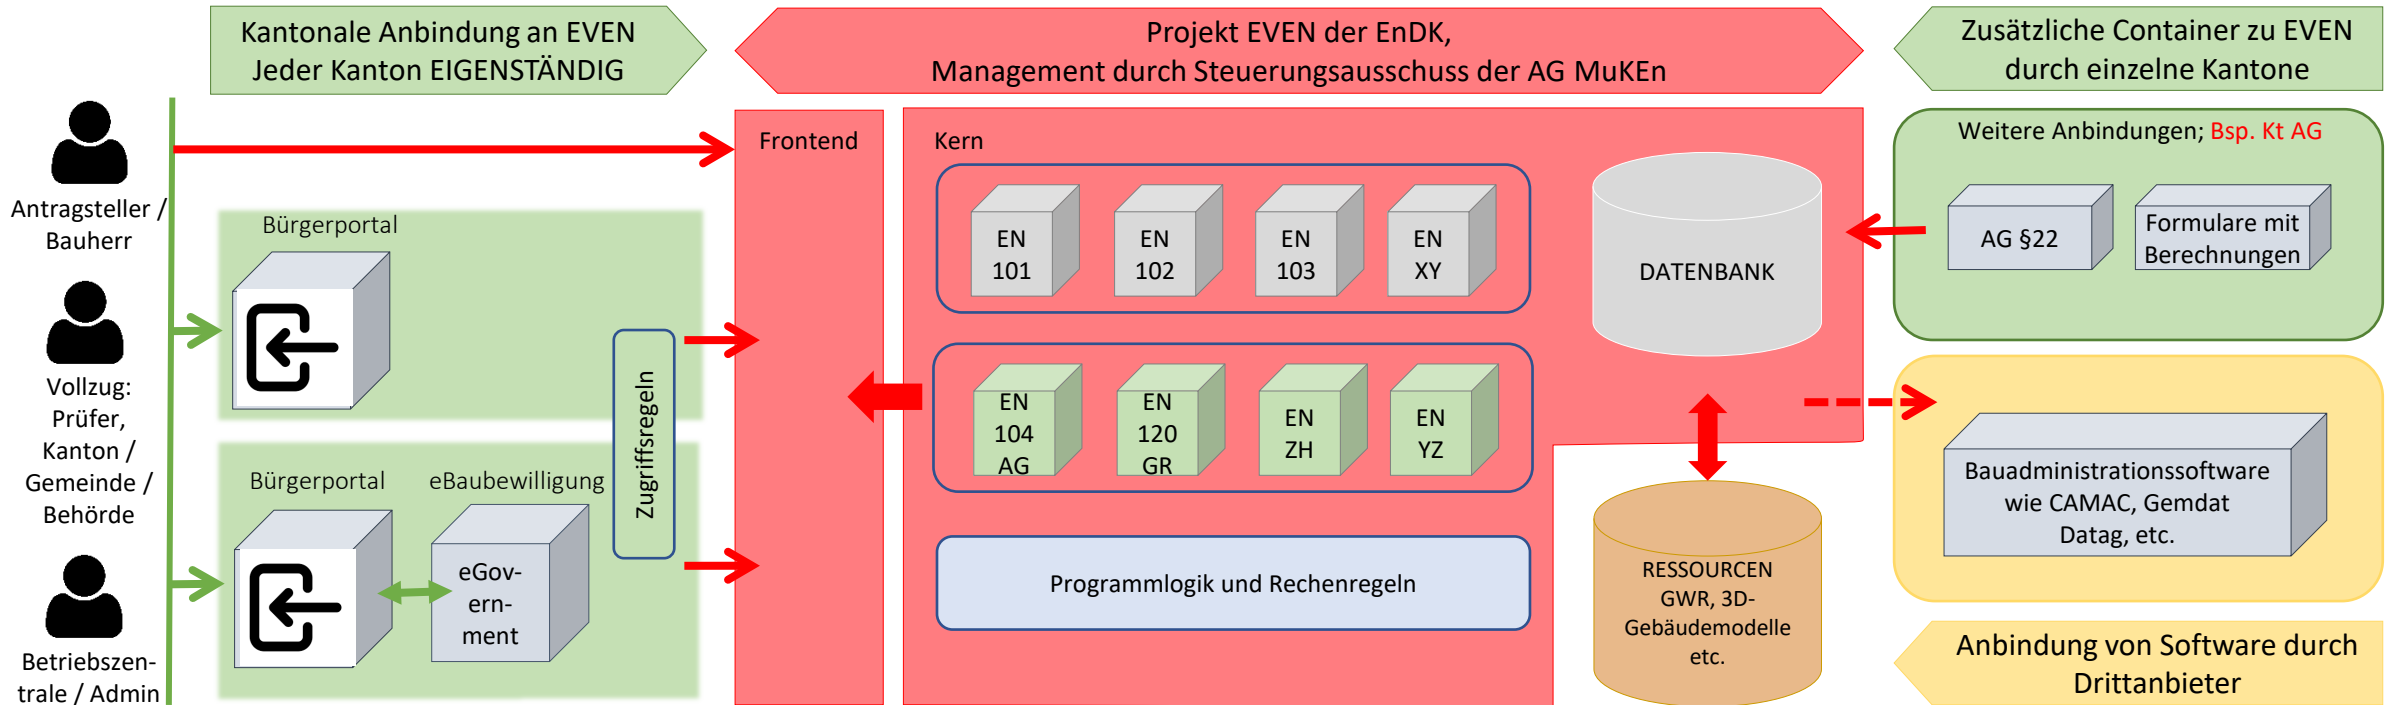 Kantonale Anbindung an EVEN
Jeder Kanton EIGENSTÄNDIG
Projekt EVEN der EnDK,
Management durch Steuerungsausschuss der AG MuKEn
Zusätzliche Container zu EVEN
durch einzelne Kantone
Antragsteller /
Bauherr
Vollzug:
Prüfer,
Kanton /
Gemeinde /
Behörde
Betriebszen-
trale / Admin
Bürgerportal
Bürgerportal
eBaubewilligung
eGov-
ern-
ment
Zugriffsregeln
Frontend
Kern
EN
101
EN
102
EN
103
EN
XY
EN
104
AG
EN
120
GR
EN
ZH
EN
YZ
Programmlogik und Rechenregeln
DATENBANK
RESSOURCEN
GWR, 3D-
Gebäudemodelle
etc.
Weitere Anbindungen; Bsp. Kt AG
AG §22
Formulare mit
Berechnungen
Bauadministrationssoftware
wie CAMAC, Gemdat
Datag, etc.
Anbindung von Software durch
Drittanbieter